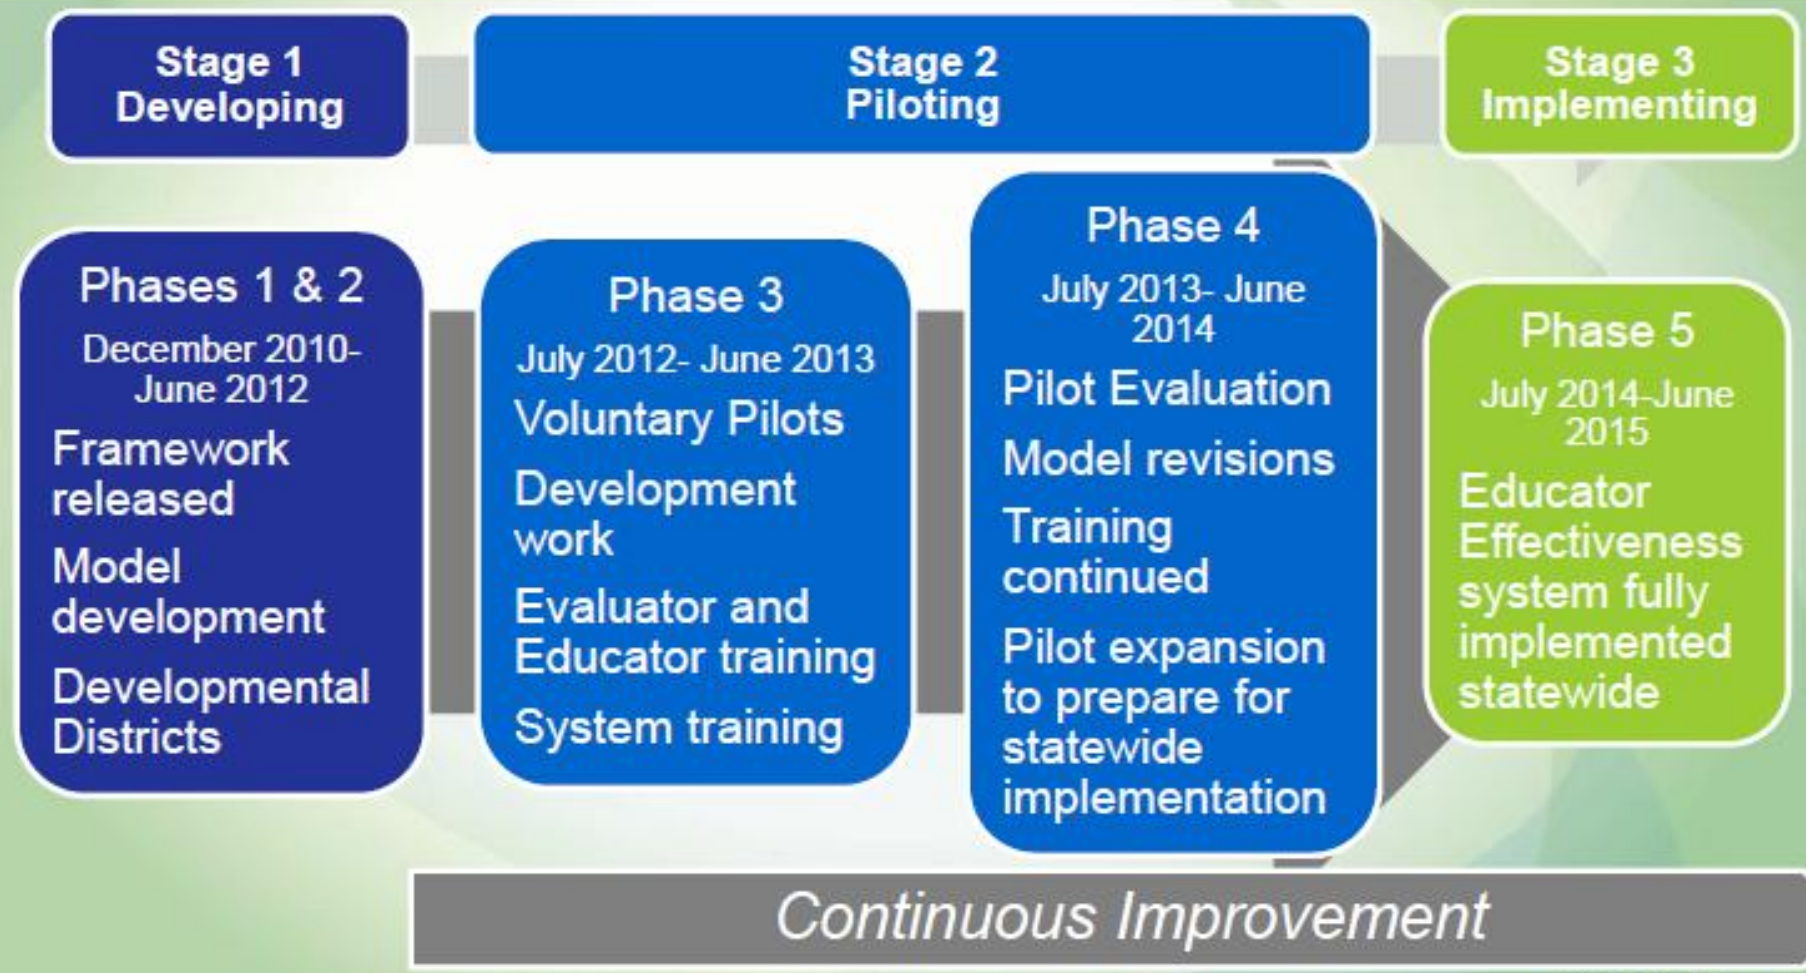 Stage 1
Developing
Stage 2
Piloting
Stage 3
Implementing
Phases 1 & 2
December 2010-
June 2012
Framework
released
Model
development
Developmental
Districts
Phase 3
July 2012- June 2013
Voluntary Pilots
Development
work
Evaluator and
Educator training
System training
Phase 4
July 2013- June
2014
Pilot Evaluation
Model revisions
Training
continued
Pilot expansion
to prepare for
statewide
implementation
Phase 5
July 2014-June
2015
Educator
Effectiveness
system fully
implemented
statewide
Continuous Improvement